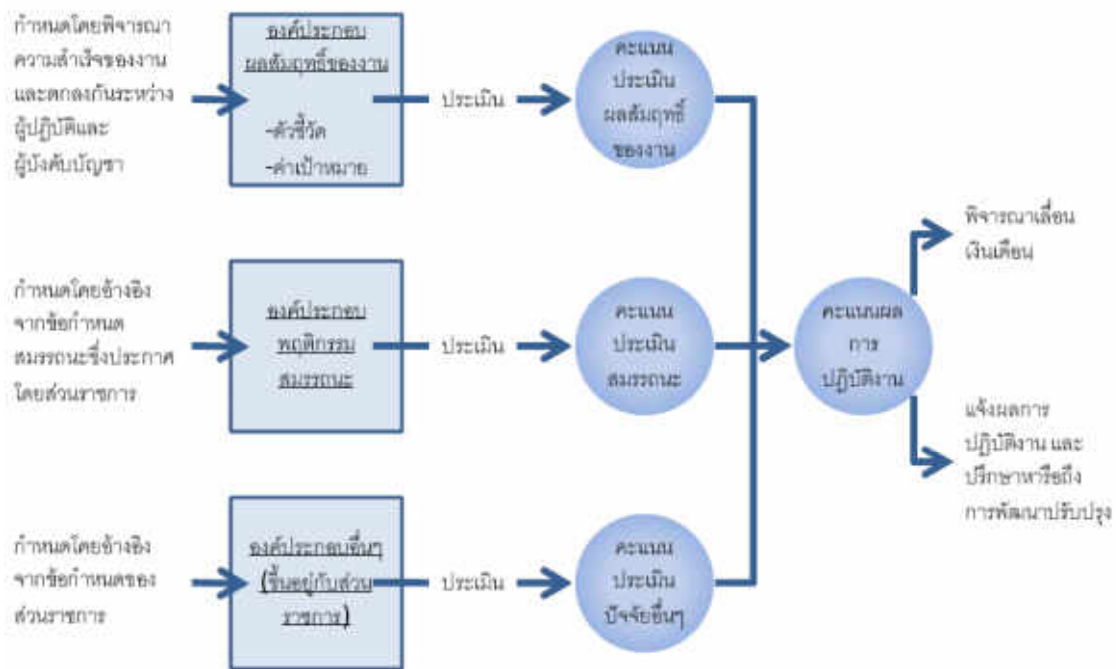 กำหนดโดยพิจารณา
ความสำเร็จของงาน
และตกลงกันระหว่าง
ผู้ปฏิบัติและ
ผู้บังคับบัญชา
องค์ประกอบ
ผลสัมฤทธิ์ของงาน
-ตัวชี้วัด
-ค่าเป้าหมาย
ประเมิน
คะแนน
ประเมิน
ผลสัมฤทธิ์
ของงาน
กำหนดโดยอ้างอิง
จากข้อกำหนด
สมรรถนะซึ่งประกาศ
โดยส่วนราชการ
องค์ประกอบ
พฤติกรรม
สมรรถนะ
ประเมิน
คะแนน
ประเมิน
สมรรถนะ
กำหนดโดยอ้างอิง
จากข้อกำหนดของ
ส่วนราชการ
องค์ประกอบอื่นๆ
(ขึ้นอยู่กับส่วน
ราชการ)
ประเมิน
คะแนน
ประเมิน
ปัจจัยอื่นๆ
คะแนนผล
การ
ปฏิบัติงาน
พิจารณาเลื่อน
เงินเดือน
แจ้งผลการ
ปฏิบัติงาน และ
ปรึกษาหารือถึง
การพัฒนาปรับปรุง